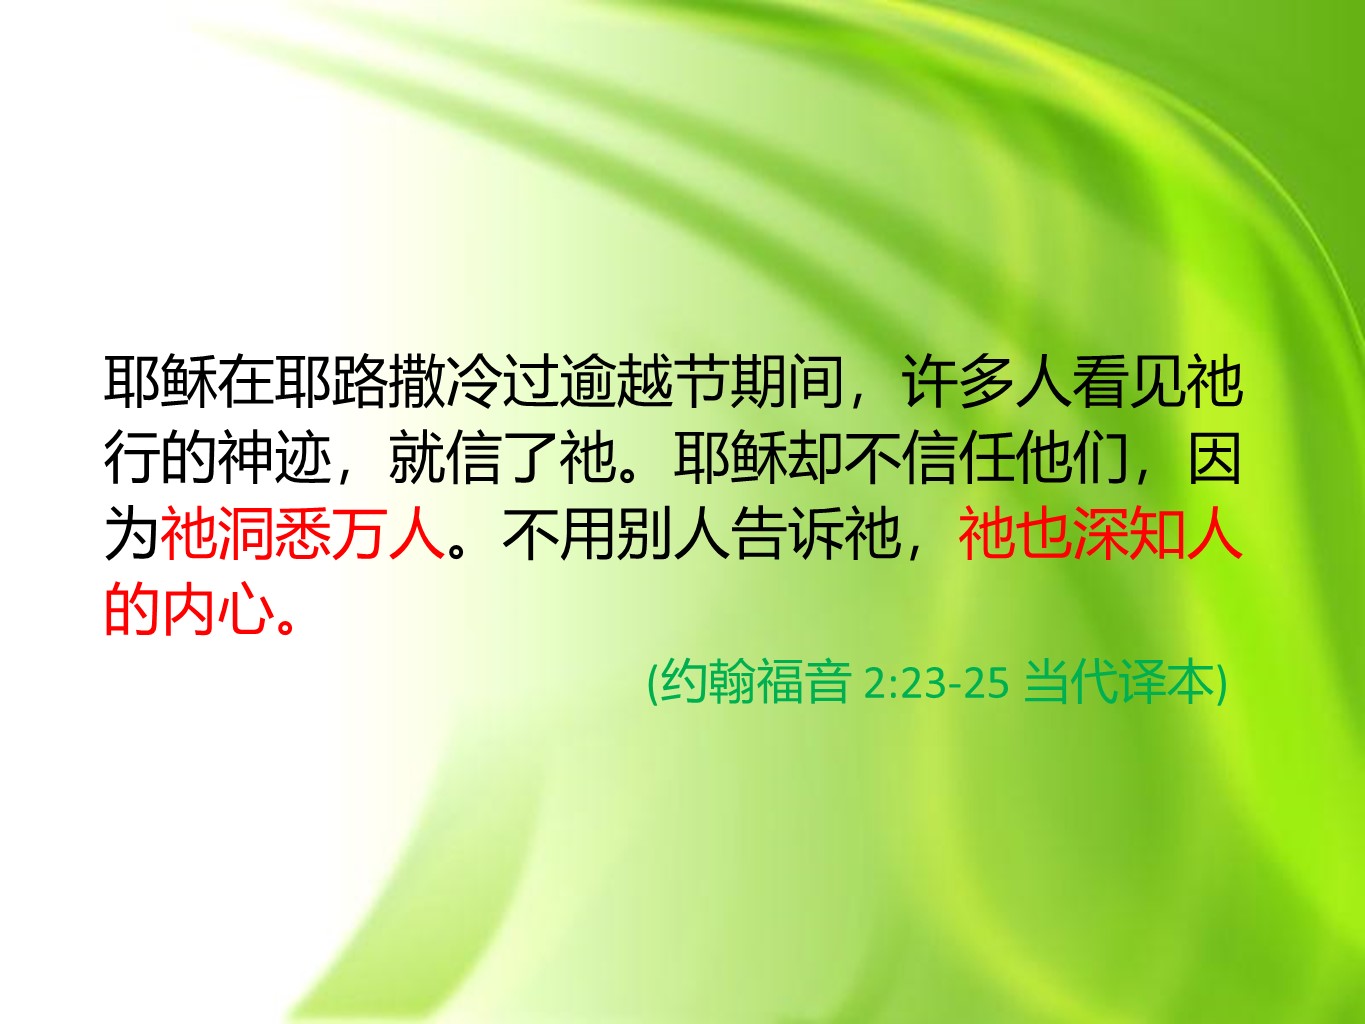 耶稣在耶路撒冷过逾越节期间，许多人看见祂
行的神迹，就信了祂。耶稣却不信任他们，因
为祂洞悉万人。不用别人告诉祂，祂也深知人
的内心。
(约翰福音 2:23-25 当代译本)